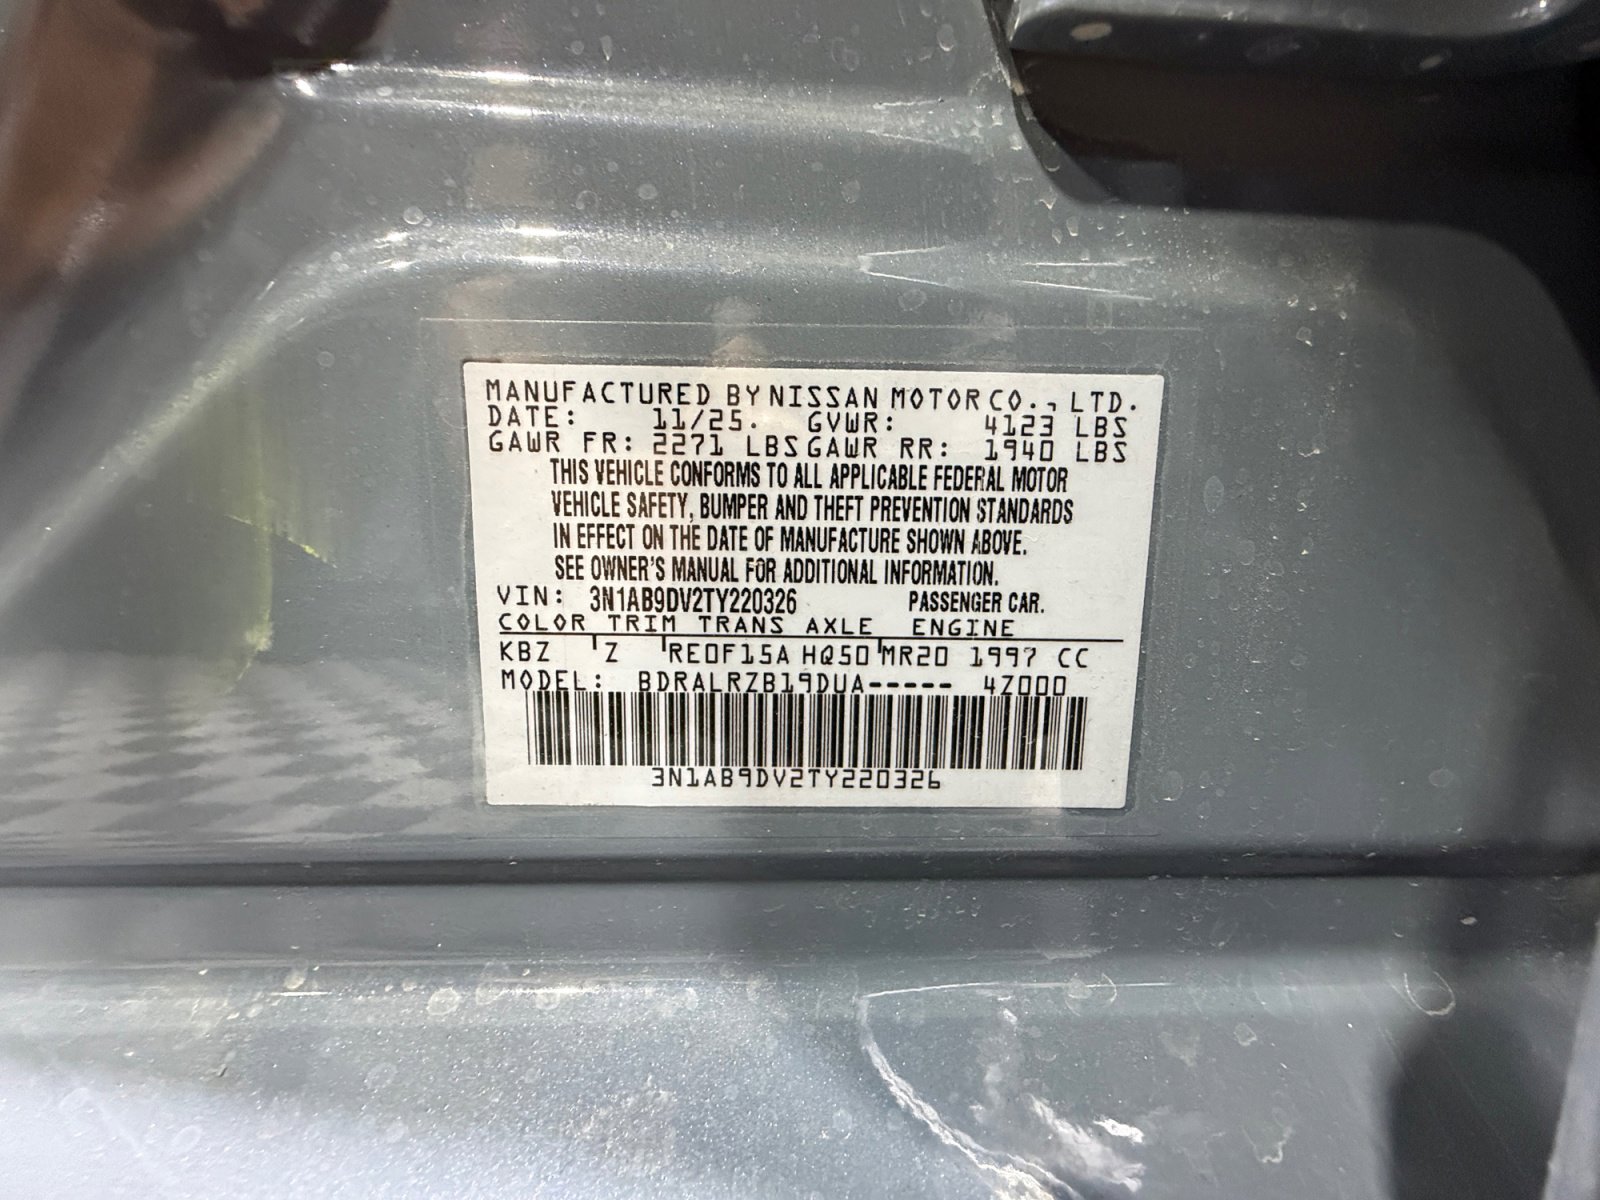 MANUFACTURED BY NISSAN MOTOR CO., LTD.
DATE: 11/25. GVWR: 4123 LBS
GAWR FR: 2271 LBS GAWR RR: 1940 LBS
THIS VEHICLE CONFORMS TO ALL APPLICABLE FEDERAL MOTOR
VEHICLE SAFETY, BUMPER AND THEFT PREVENTION STANDARDS
IN EFFECT ON THE DATE OF MANUFACTURE SHOWN ABOVE.
SEE OWNER'S MANUAL FOR ADDITIONAL INFORMATION.
VIN: 3N1AB9DV2TY220326 PASSENGER CAR.
COLOR TRIM TRANS AXLE ENGINE
KBZ Z RE0F15A HQ50 MR20 1997 CC
MODEL: BDRALRZB19DUA----- 4Z000
3N1AB9DV2TY220326